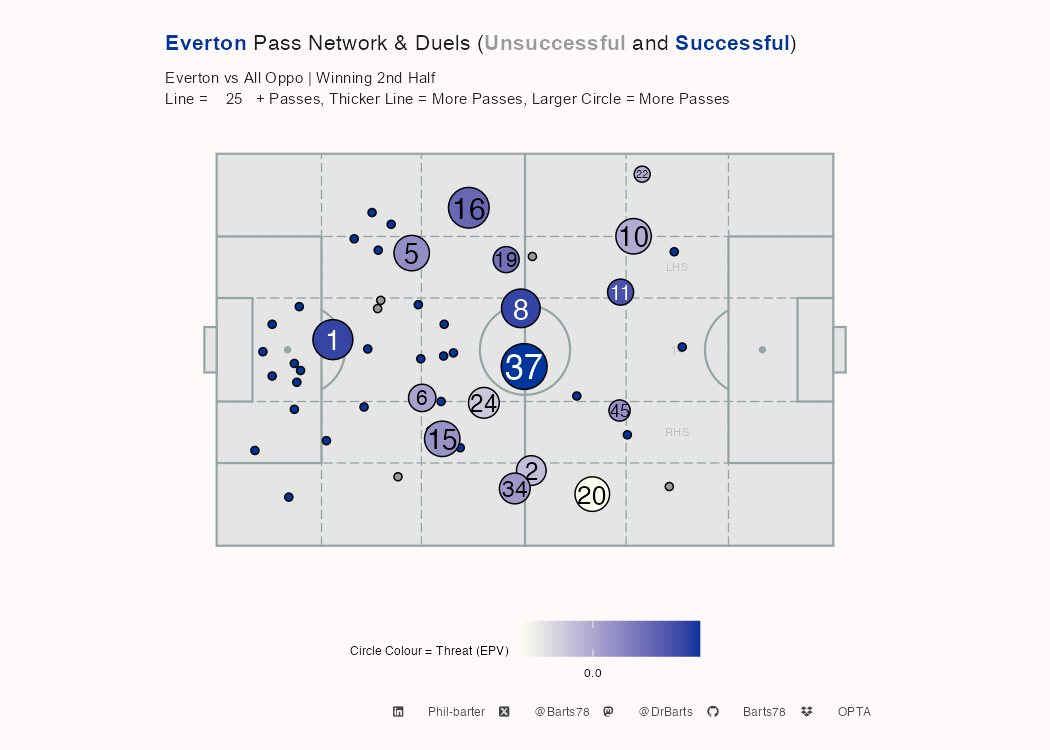 Everton Pass Network & Duels (Unsuccessful and Successful)
Everton vs All Oppo | Winning 2nd Half
Line = 25 + Passes, Thicker Line = More Passes, Larger Circle = More Passes
22
16
10
5
19
LHS
11
8
1
37
6
24
45
15
RHS
2
34
20
Circle Colour = Threat (EPV)
0.0
Phil-barter @Barts78 @DrBarts Barts78 OPTA